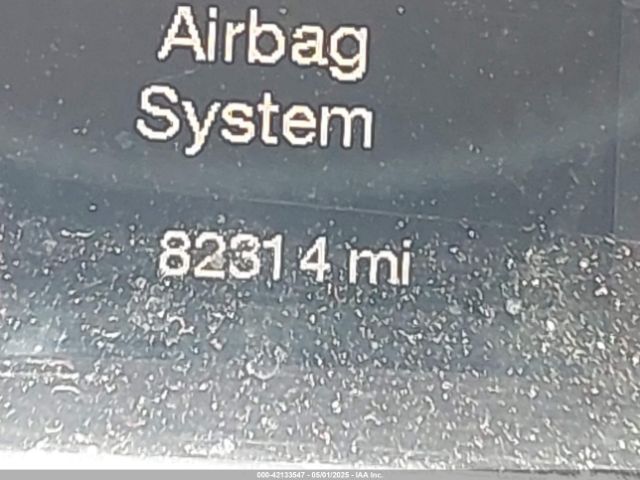 Airbag
System
82314 mi
000-42133547 - 05/01/2025 - IAA Inc.